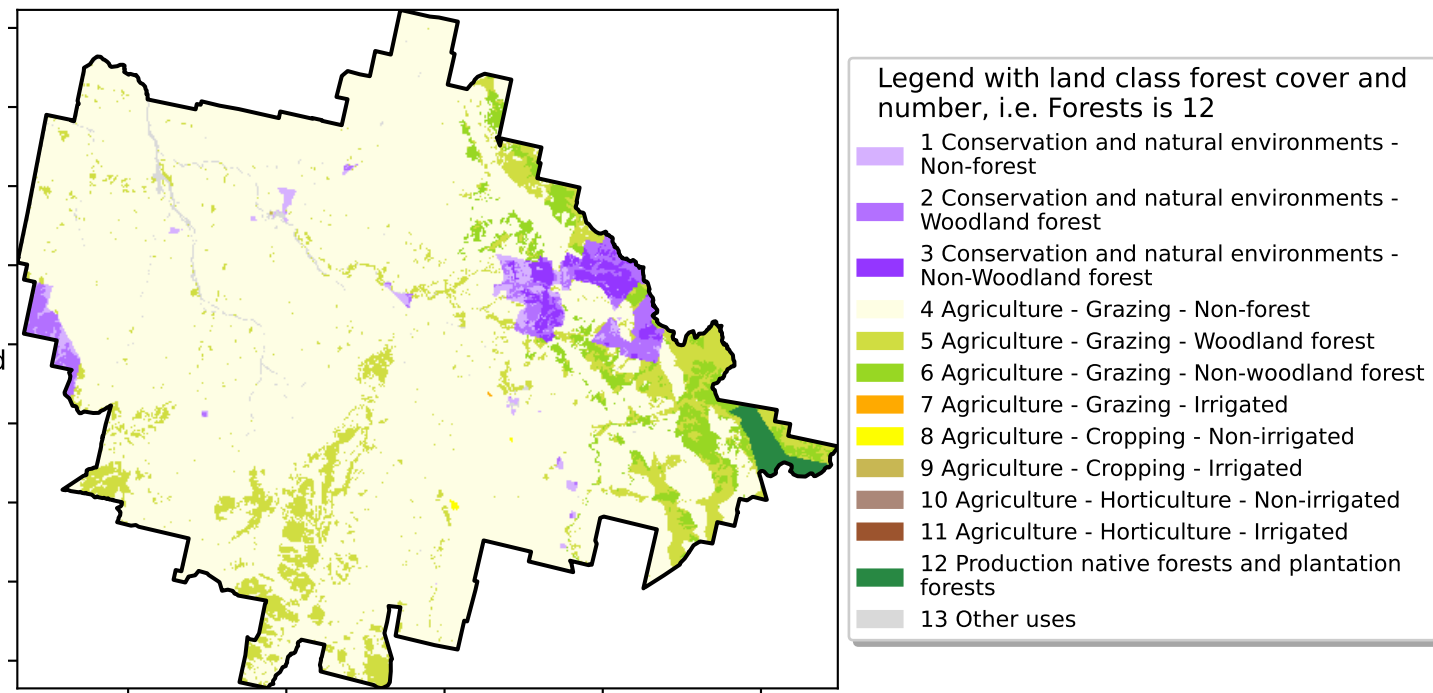 Legend with land class forest cover and
number, i.e. Forests is 12
1 Conservation and natural environments -
Non-forest
2 Conservation and natural environments -
Woodland forest
3 Conservation and natural environments -
Non-Woodland forest
4 Agriculture - Grazing - Non-forest
5 Agriculture - Grazing - Woodland forest
6 Agriculture - Grazing - Non-woodland forest
7 Agriculture - Grazing - Irrigated
8 Agriculture - Cropping - Non-irrigated
9 Agriculture - Cropping - Irrigated
10 Agriculture - Horticulture - Non-irrigated
11 Agriculture - Horticulture - Irrigated
12 Production native forests and plantation
forests
13 Other uses